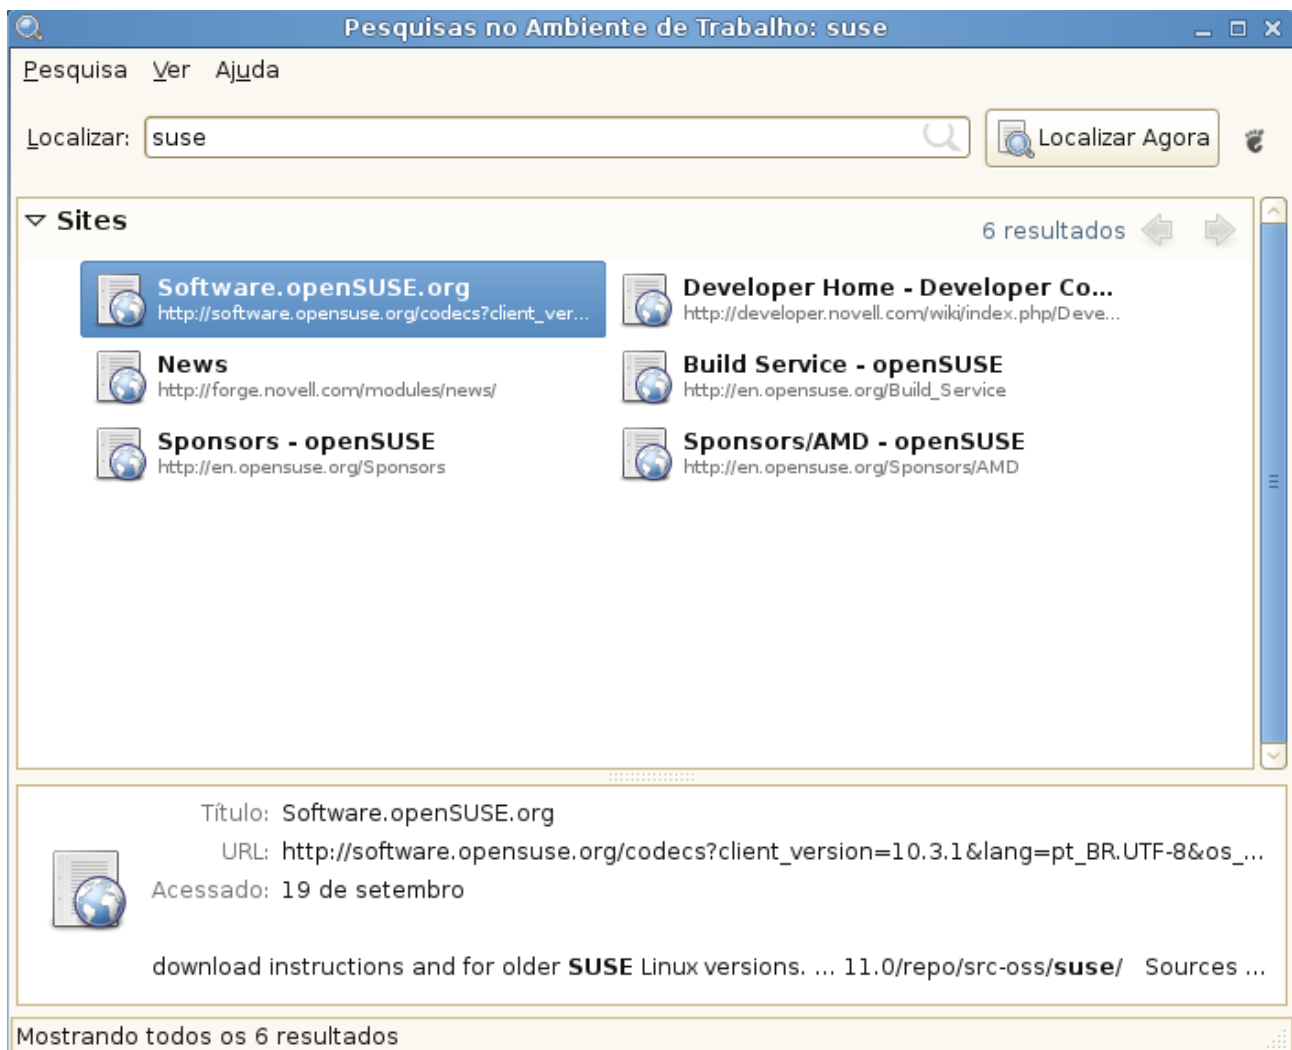 Pesquisas no Ambiente de Trabalho: suse
Pesquisa Ver Ajuda
Localizar: suse Localizar Agora
Sites 6 resultados
Software.openSUSE.org
http://software.opensuse.org/codecs?client_ver...
Developer Home - Developer Co...
http://developer.novell.com/wiki/index.php/Deve...
News
http://forge.novell.com/modules/news/
Build Service - openSUSE
http://en.opensuse.org/Build_Service
Sponsors - openSUSE
http://en.opensuse.org/Sponsors
Sponsors/AMD - openSUSE
http://en.opensuse.org/Sponsors/AMD
Título: Software.openSUSE.org
URL: http://software.opensuse.org/codecs?client_version=10.3.1&lang=pt_BR.UTF-8&os_...
Acessado: 19 de setembro
download instructions and for older SUSE Linux versions. ... 11.0/repo/src-oss/suse/ Sources ...
Mostrando todos os 6 resultados